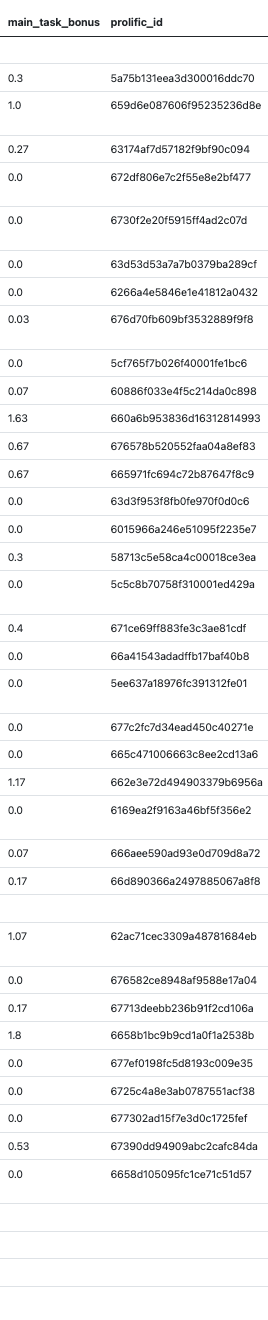 main_task_bonus prolific_id
0.3 5a75b131eea3d300016ddc70
1.0 659d6e087606f95235236d8e
0.27 63174af7d57182f9bf90c094
0.0 672df806e7c2f55e8e2bf477
0.0 6730f2e20f5915ff4ad2c07d
0.0 63d53d53a7a7b0379ba289cf
0.0 6266a4e5846e1e41812a0432
0.03 676d70fb609bf3532889f9f8
0.0 5cf765f7b026f40001fe1bc6
0.07 60886f033e4f5c214da0c898
1.63 660a6b953836d16312814993
0.67 676578b520552faa04a8ef83
0.67 665971fc694c72b87647f8c9
0.0 63d3f953f8fb0fe970f0d0c6
0.0 6015966a246e51095f2235e7
0.3 58713c5e58ca4c00018ce3ea
0.0 5c5c8b70758f310001ed429a
0.4 671ce69ff883fe3c3ae81cdf
0.0 66a41543adadffb17baf40b8
0.0 5ee637a18976fc391312fe01
0.0 677c2fc7d34ead450c40271e
0.0 665c471006663c8ee2cd13a6
1.17 662e3e72d494903379b6956a
0.0 6169ea2f9163a46bf5f356e2
0.07 666aee590ad93e0d709d8a72
0.17 66d890366a2497885067a8f8
1.07 62ac71cec3309a48781684eb
0.0 676582ce8948af9588e17a04
0.17 67713deebb236b91f2cd106a
1.8 6658b1bc9b9cd1a0f1a2538b
0.0 677ef0198fc5d8193c009e35
0.0 6725c4a8e3ab0787551acf38
0.0 677302ad15f7e3d0c1725fef
0.53 67390dd94909abc2cafc84da
0.0 6658d105095fc1ce71c51d57